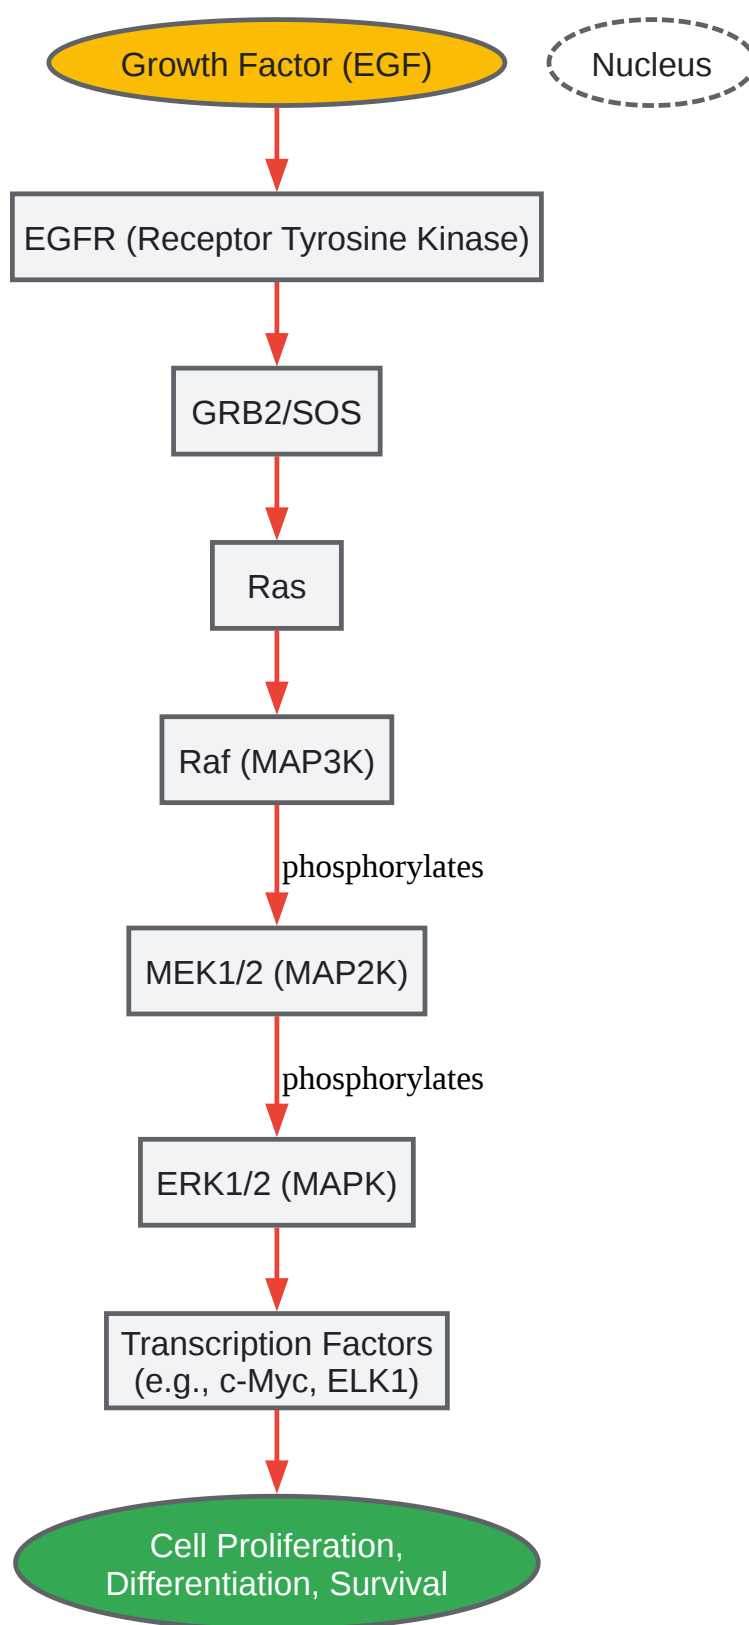 Growth Factor (EGF)
Nucleus
EGFR (Receptor Tyrosine Kinase)
GRB2/SOS
Ras
Raf (MAP3K)
phosphorylates
MEK1/2 (MAP2K)
phosphorylates
ERK1/2 (MAPK)
Transcription Factors
(e.g., c-Myc, ELK1)
Cell Proliferation,
Differentiation, Survival